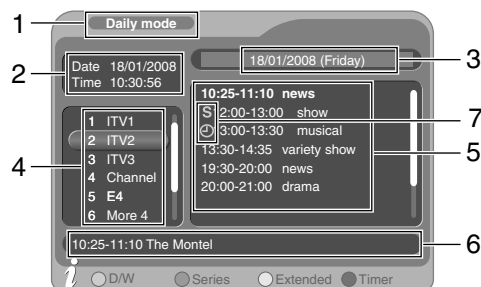 1 Daily mode
2 Date 18/01/2008
Time 10:30:56
18/01/2008 (Friday) 3
4
1 ITV1
2 ITV2
3 ITV3
4 Channel
5 E4
6 More 4
10:25-11:10 news
S 2:00-13:00 show
3:00-13:30 musical
13:30-14:35 variety show
19:30-20:00 news
20:00-21:00 drama
7
5
10:25-11:10 The Montel 6
i D/W Series Extended Timer